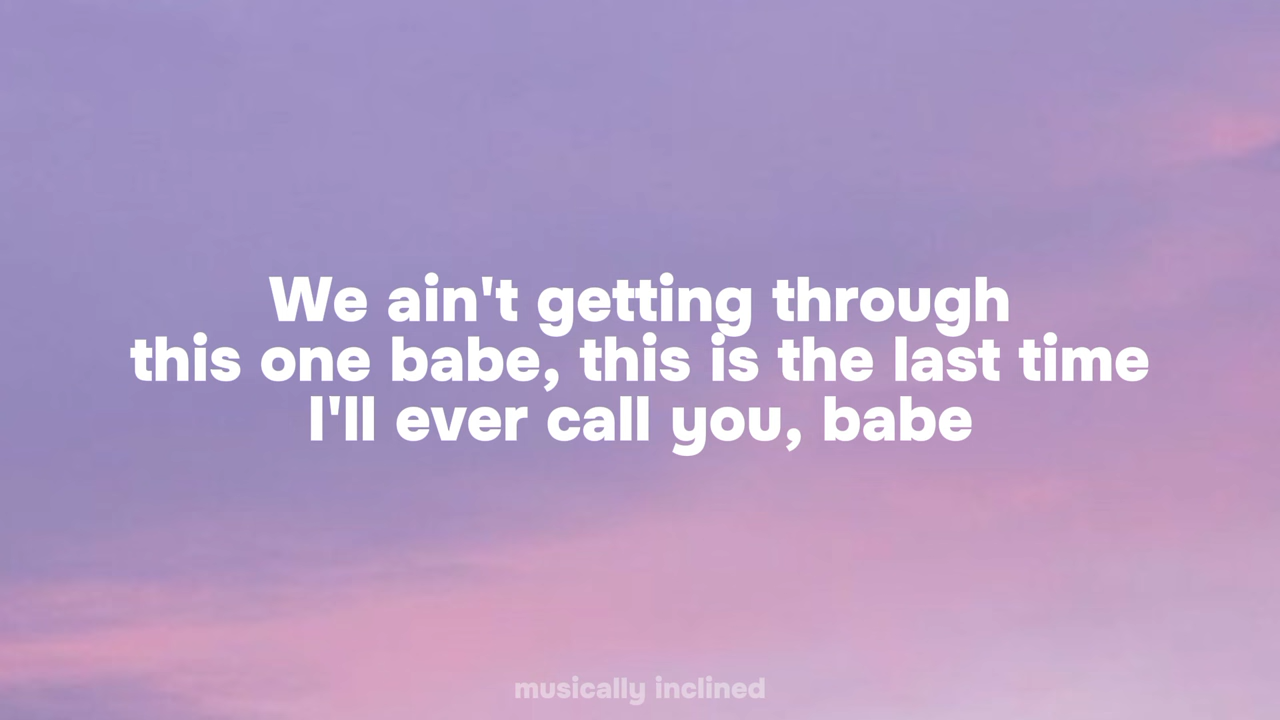 We ain't getting through
this one babe, this is the last time
I'll ever call you, babe
musically inclined